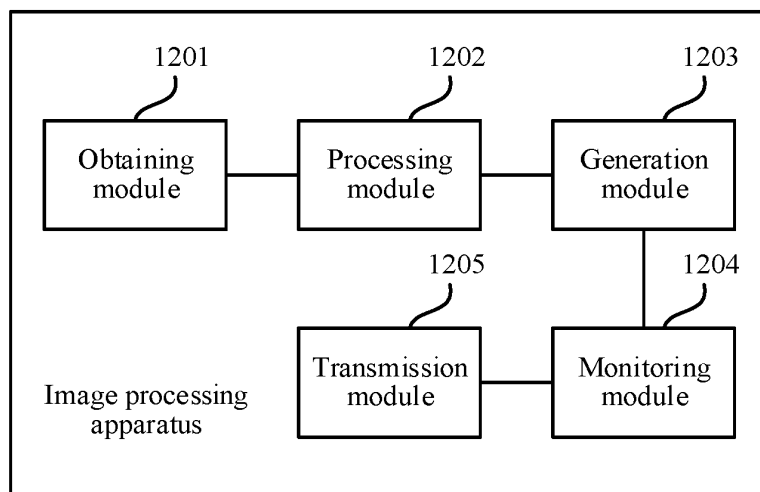 1201
1202
1203
Obtaining
module
Processing
module
Generation
module
1205
1204
Transmission
module
Monitoring
module
Image processing
apparatus